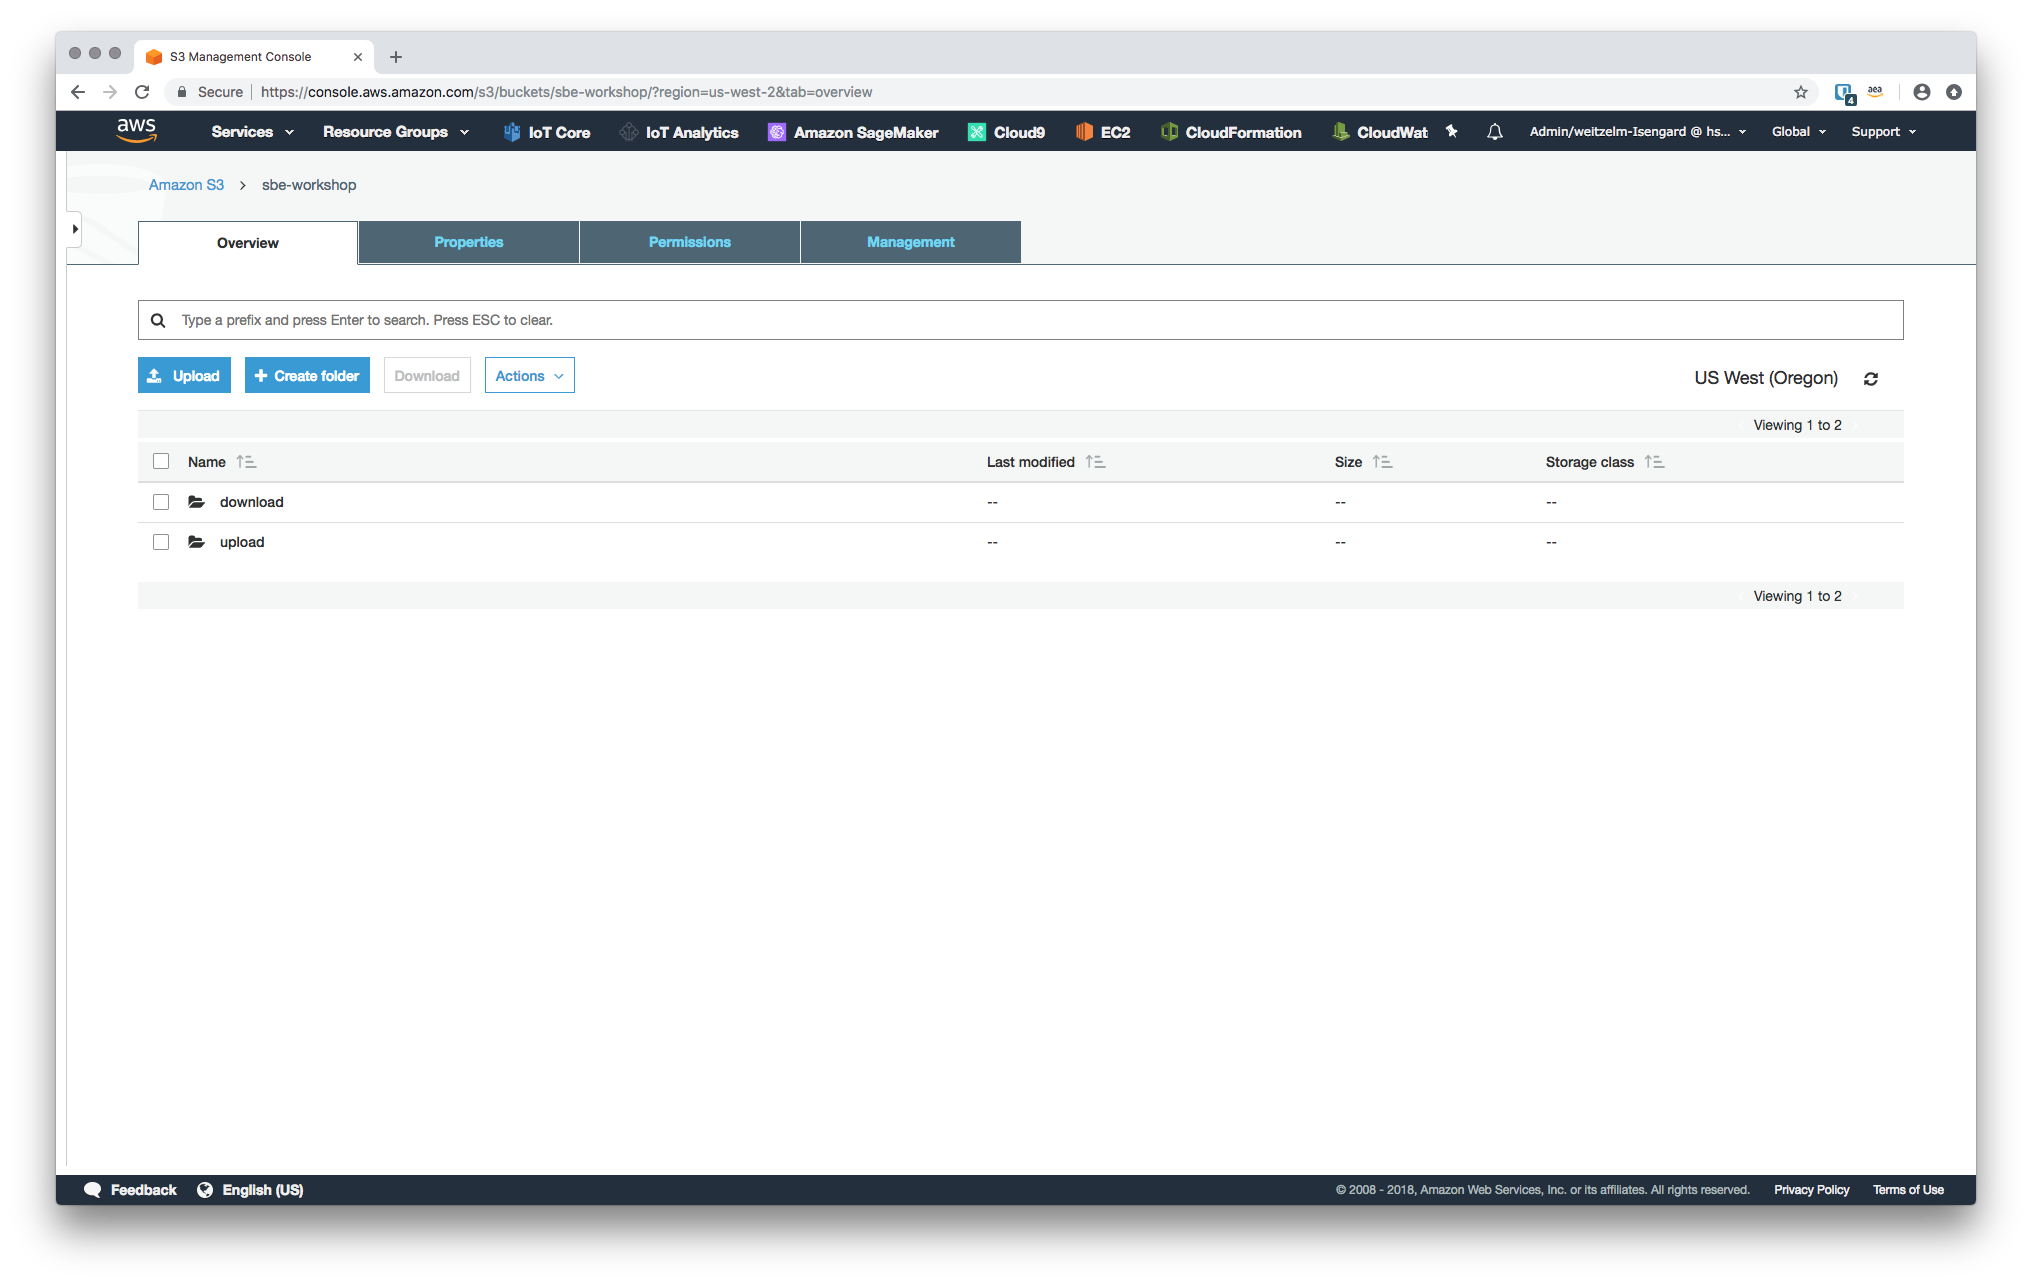 S3 Management Console
Secure https://console.aws.amazon.com/s3/buckets/sbe-workshop/?region=us-west-2&tab=overview
4 aea
aws Services Resource Groups IoT Core IoT Analytics Amazon SageMaker Cloud9 EC2 CloudFormation CloudWat Admin/weitzelm-Isengard @ hs... Global Support
Amazon S3 > sbe-workshop
Overview Properties Permissions Management
Type a prefix and press Enter to search. Press ESC to clear.
Upload + Create folder Download Actions US West (Oregon)
Viewing 1 to 2
Name Last modified Size Storage class
download -- -- --
upload -- -- --
Viewing 1 to 2
Feedback English (US) © 2008 - 2018, Amazon Web Services, Inc. or its affiliates. All rights reserved. Privacy Policy Terms of Use